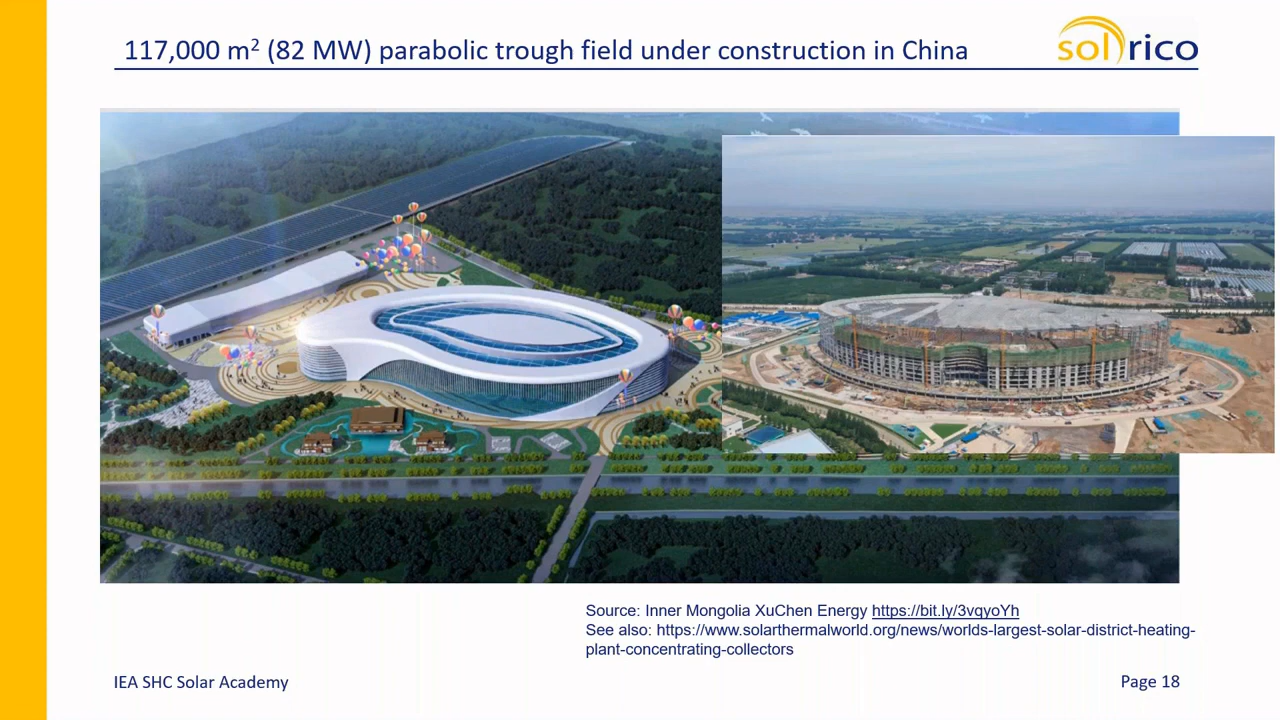 117,000 m² (82 MW) parabolic trough field under construction in China
solrico
Source: Inner Mongolia XuChen Energy https://bit.ly/3vqyoYh
See also: https://www.solarthermalworld.org/news/worlds-largest-solar-district-heating-
plant-concentrating-collectors
IEA SHC Solar Academy
Page 18